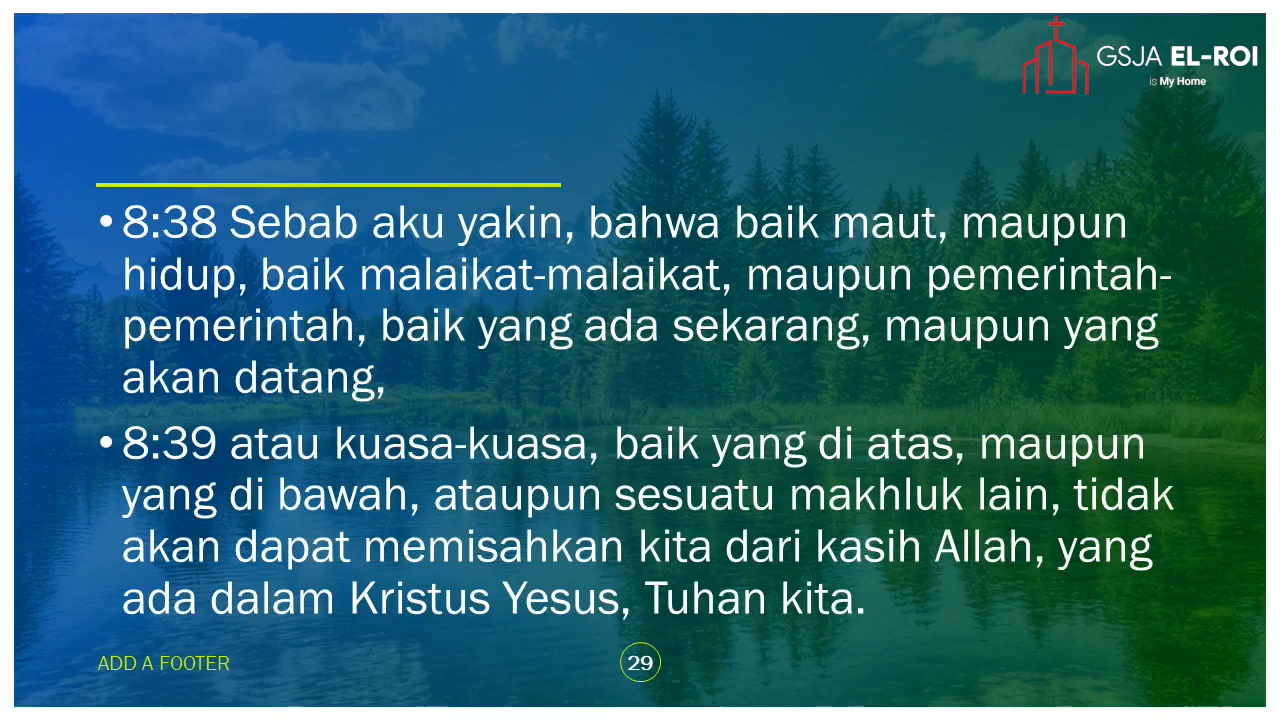 GSJA EL-ROI
is My Home
• 8:38 Sebab aku yakin, bahwa baik maut, maupun
hidup, baik malaikat-malaikat, maupun pemerintah-
pemerintah, baik yang ada sekarang, maupun yang
akan datang,
• 8:39 atau kuasa-kuasa, baik yang di atas, maupun
yang di bawah, ataupun sesuatu makhluk lain, tidak
akan dapat memisahkan kita dari kasih Allah, yang
ada dalam Kristus Yesus, Tuhan kita.
ADD A FOOTER
29